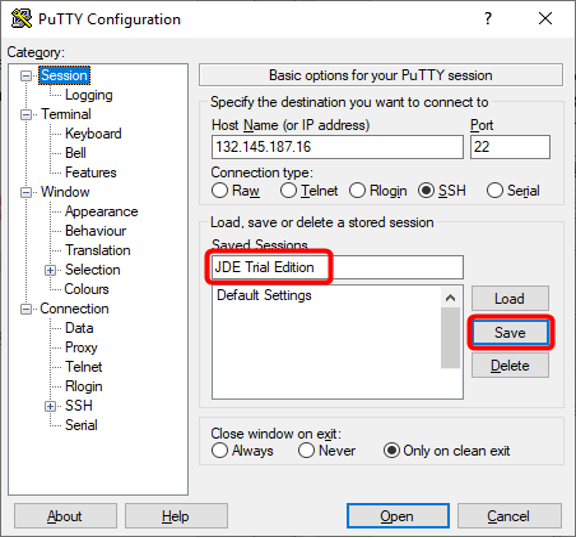 PuTTY Configuration
Category:
Session
Logging
Terminal
Keyboard
Bell
Features
Window
Appearance
Behaviour
Translation
Selection
Colours
Connection
Data
Proxy
Telnet
Rlogin
SSH
Serial
Basic options for your PuTTY session
Specify the destination you want to connect to
Host Name (or IP address) Port
132.145.187.16 22
Connection type:
Raw Telnet Rlogin SSH Serial
Load, save or delete a stored session
Saved Sessions
JDE Trial Edition
Default Settings
Load
Save
Delete
Close window on exit:
Always Never Only on clean exit
About Help Open Cancel